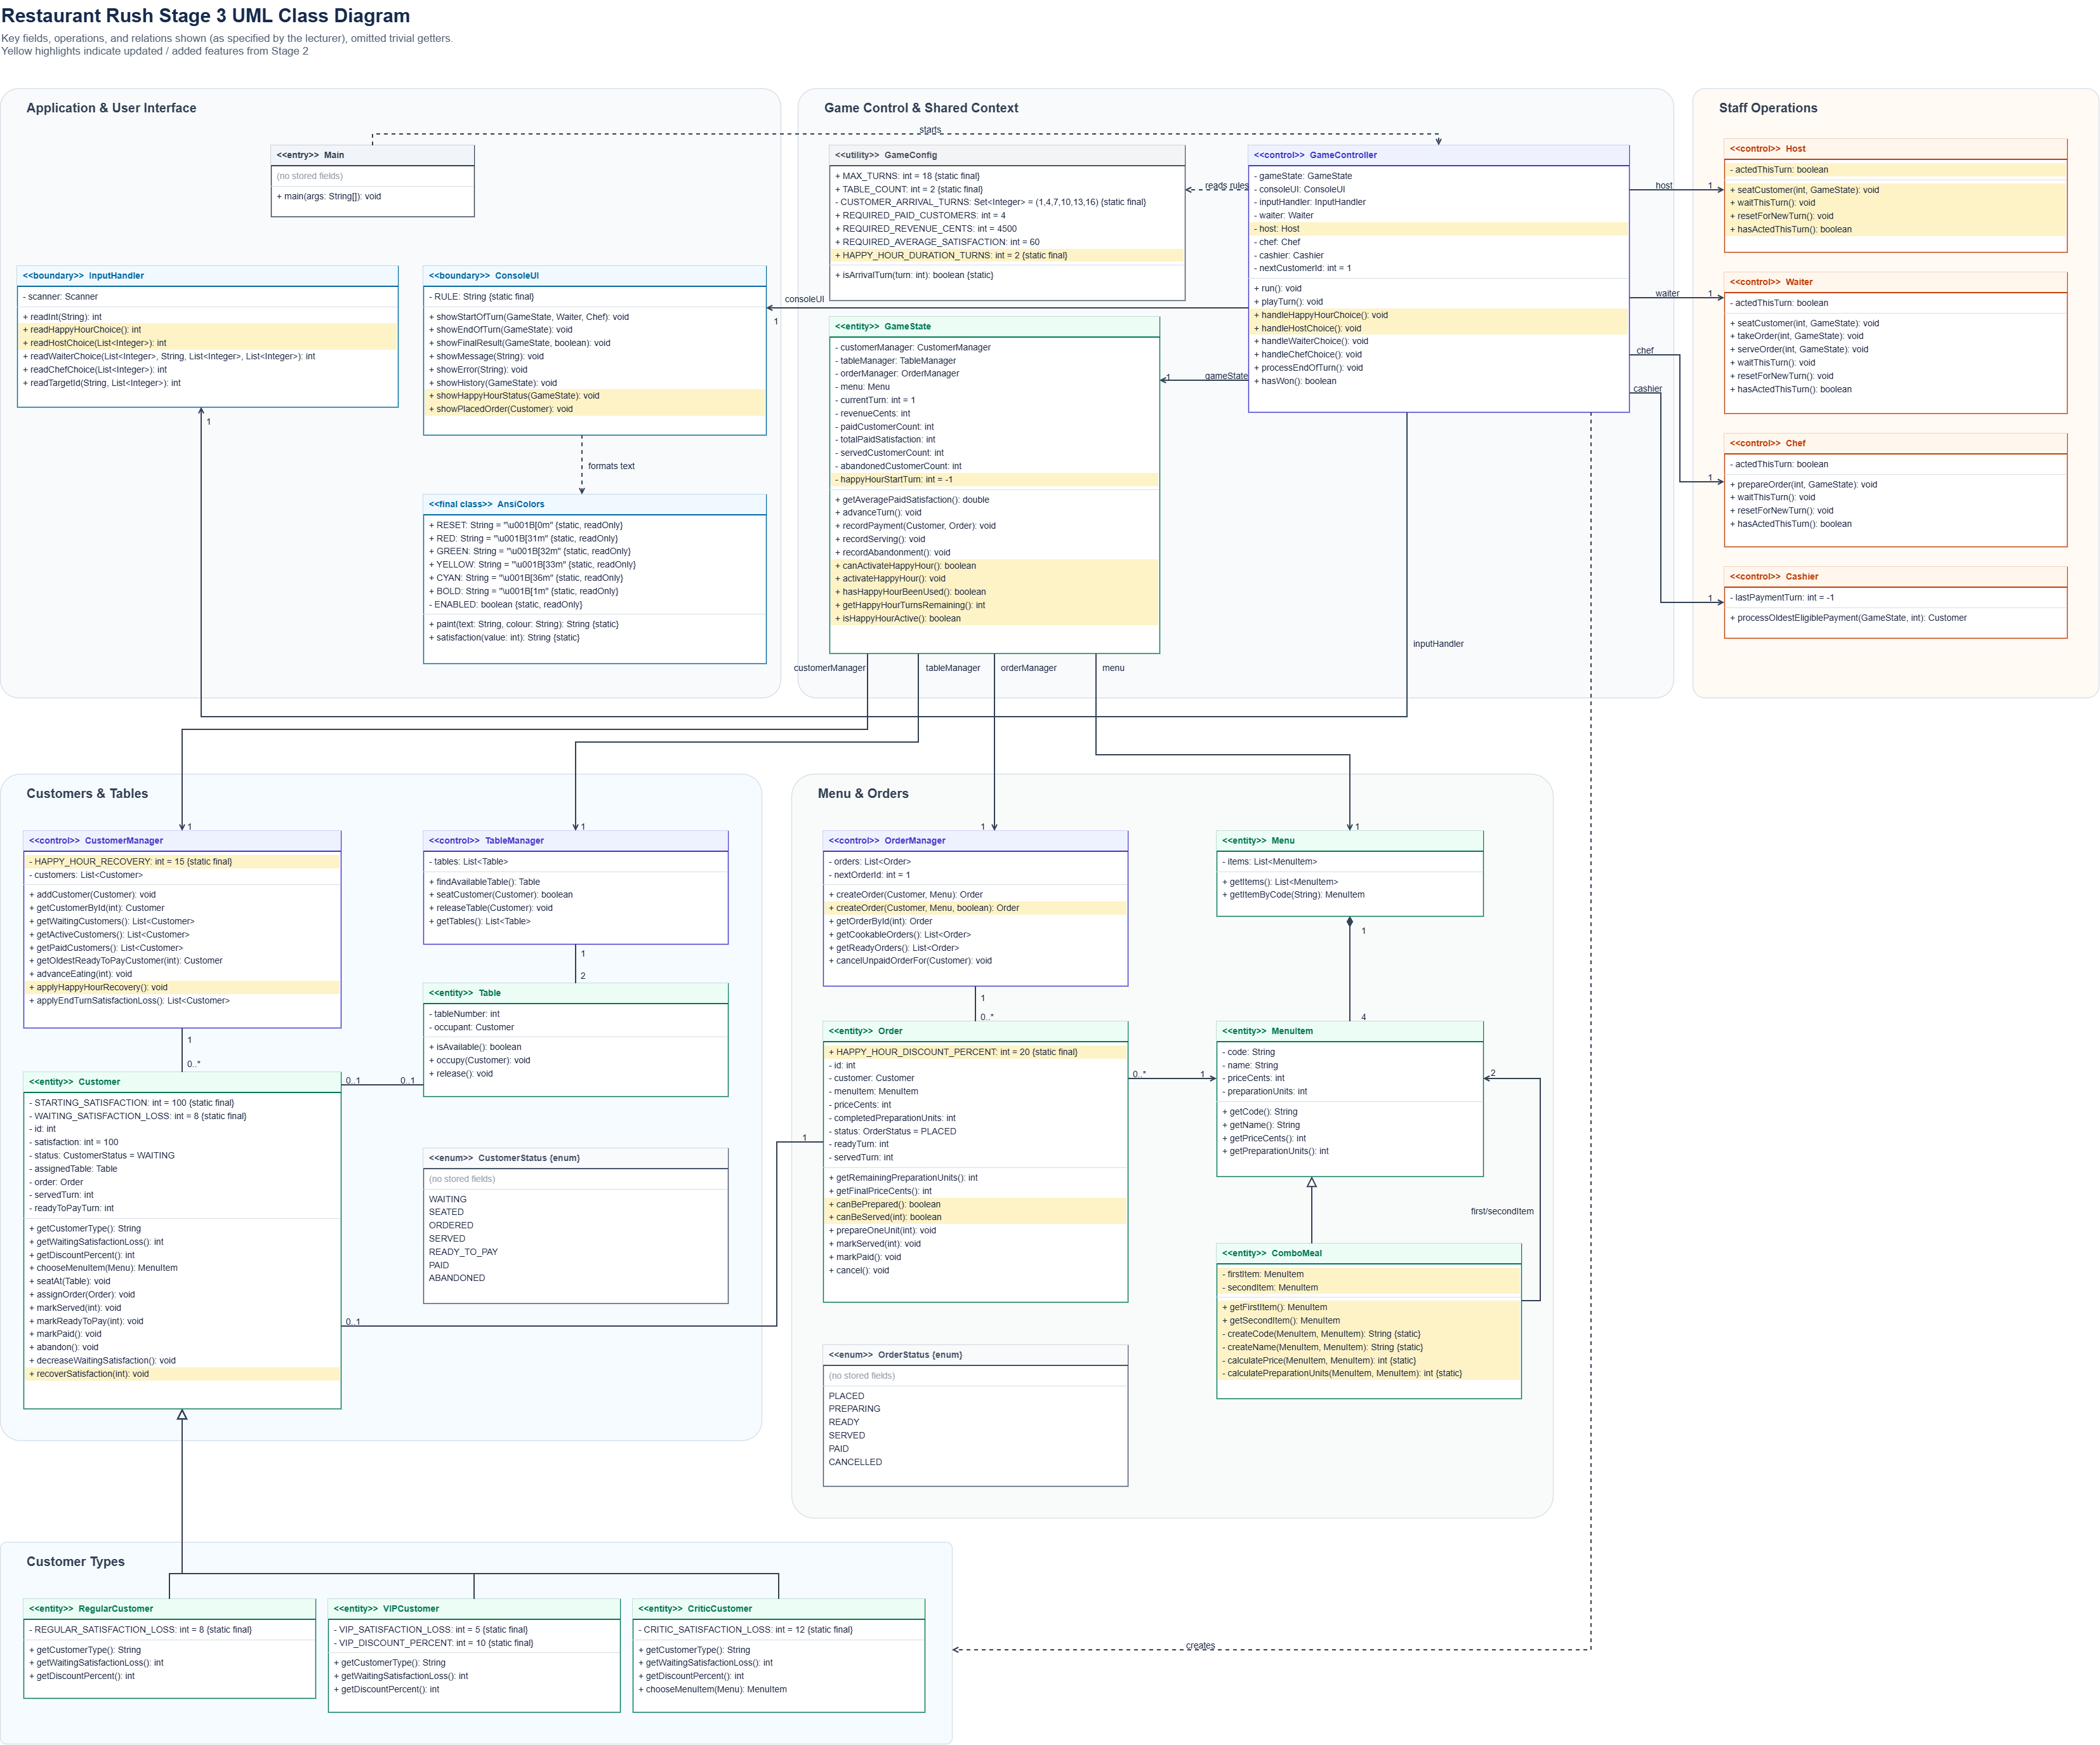 Restaurant Rush Stage 3 UML Class Diagram
Key fields, operations, and relations shown (as specified by the lecturer), omitted trivial getters.
Yellow highlights indicate updated / added features from Stage 2
Application & User Interface
<<entry>> Main
(no stored fields)
+ main(args: String[]): void
<<boundary>> InputHandler
- scanner: Scanner
+ readInt(String): int
+ readHappyHourChoice(): int
+ readHostChoice(List<Integer>): int
+ readWaiterChoice(List<Integer>, String, List<Integer>, List<Integer>): int
+ readChefChoice(List<Integer>): int
+ readTargetId(String, List<Integer>): int
1
<<boundary>> ConsoleUI
- RULE: String {static final}
+ showStartOfTurn(GameState, Waiter, Chef): void
+ showEndOfTurn(GameState): void
+ showFinalResult(GameState, boolean): void
+ showMessage(String): void
+ showError(String): void
+ showHistory(GameState): void
+ showHappyHourStatus(GameState): void
+ showPlacedOrder(Customer): void
formats text
<<final class>> AnsiColors
+ RESET: String = "\u001B[0m" {static, readOnly}
+ RED: String = "\u001B[31m" {static, readOnly}
+ GREEN: String = "\u001B[32m" {static, readOnly}
+ YELLOW: String = "\u001B[33m" {static, readOnly}
+ CYAN: String = "\u001B[36m" {static, readOnly}
+ BOLD: String = "\u001B[1m" {static, readOnly}
- ENABLED: boolean {static, readOnly}
+ paint(text: String, colour: String): String {static}
+ satisfaction(value: int): String {static}
Game Control & Shared Context
starts
<<utility>> GameConfig
+ MAX_TURNS: int = 18 {static final}
+ TABLE_COUNT: int = 2 {static final}
- CUSTOMER_ARRIVAL_TURNS: Set<Integer> = (1,4,7,10,13,16) {static final}
+ REQUIRED_PAID_CUSTOMERS: int = 4
+ REQUIRED_REVENUE_CENTS: int = 4500
+ REQUIRED_AVERAGE_SATISFACTION: int = 60
+ HAPPY_HOUR_DURATION_TURNS: int = 2 {static final}
+ isArrivalTurn(turn: int): boolean {static}
reads rules
consoleUI
1
<<entity>> GameState
- customerManager: CustomerManager
- tableManager: TableManager
- orderManager: OrderManager
- menu: Menu
- currentTurn: int = 1
- revenueCents: int
- paidCustomerCount: int
- totalPaidSatisfaction: int
- servedCustomerCount: int
- abandonedCustomerCount: int
- happyHourStartTurn: int = -1
+ getAveragePaidSatisfaction(): double
+ advanceTurn(): void
+ recordPayment(Customer, Order): void
+ recordServing(): void
+ recordAbandonment(): void
+ canActivateHappyHour(): boolean
+ activateHappyHour(): void
+ hasHappyHourBeenUsed(): boolean
+ getHappyHourTurnsRemaining(): int
+ isHappyHourActive(): boolean
1
gameState
<<control>> GameController
- gameState: GameState
- consoleUI: ConsoleUI
- inputHandler: InputHandler
- waiter: Waiter
- host: Host
- chef: Chef
- cashier: Cashier
- nextCustomerId: int = 1
+ run(): void
+ playTurn(): void
+ handleHappyHourChoice(): void
+ handleHostChoice(): void
+ handleWaiterChoice(): void
+ handleChefChoice(): void
+ processEndOfTurn(): void
+ hasWon(): boolean
inputHandler
customerManager
tableManager
orderManager
menu
host
1
waiter
1
chef
1
cashier
1
Staff Operations
<<control>> Host
- actedThisTurn: boolean
+ seatCustomer(int, GameState): void
+ waitThisTurn(): void
+ resetForNewTurn(): void
+ hasActedThisTurn(): boolean
<<control>> Waiter
- actedThisTurn: boolean
+ seatCustomer(int, GameState): void
+ takeOrder(int, GameState): void
+ serveOrder(int, GameState): void
+ waitThisTurn(): void
+ resetForNewTurn(): void
+ hasActedThisTurn(): boolean
<<control>> Chef
- actedThisTurn: boolean
+ prepareOrder(int, GameState): void
+ waitThisTurn(): void
+ resetForNewTurn(): void
+ hasActedThisTurn(): boolean
<<control>> Cashier
- lastPaymentTurn: int = -1
+ processOldestEligiblePayment(GameState, int): Customer
Customers & Tables
1
<<control>> CustomerManager
- HAPPY_HOUR_RECOVERY: int = 15 {static final}
- customers: List<Customer>
+ addCustomer(Customer): void
+ getCustomerById(int): Customer
+ getWaitingCustomers(): List<Customer>
+ getActiveCustomers(): List<Customer>
+ getPaidCustomers(): List<Customer>
+ getOldestReadyToPayCustomer(int): Customer
+ advanceEating(int): void
+ applyHappyHourRecovery(): void
+ applyEndTurnSatisfactionLoss(): List<Customer>
1
0..*
<<entity>> Customer
- STARTING_SATISFACTION: int = 100 {static final}
- WAITING_SATISFACTION_LOSS: int = 8 {static final}
- id: int
- satisfaction: int = 100
- status: CustomerStatus = WAITING
- assignedTable: Table
- order: Order
- servedTurn: int
- readyToPayTurn: int
+ getCustomerType(): String
+ getWaitingSatisfactionLoss(): int
+ getDiscountPercent(): int
+ chooseMenuItem(Menu): MenuItem
+ seatAt(Table): void
+ assignOrder(Order): void
+ markServed(int): void
+ markReadyToPay(int): void
+ markPaid(): void
+ abandon(): void
+ decreaseWaitingSatisfaction(): void
+ recoverSatisfaction(int): void
0..1
0..1
0..1
1
<<control>> TableManager
- tables: List<Table>
+ findAvailableTable(): Table
+ seatCustomer(Customer): boolean
+ releaseTable(Customer): void
+ getTables(): List<Table>
1
2
<<entity>> Table
- tableNumber: int
- occupant: Customer
+ isAvailable(): boolean
+ occupy(Customer): void
+ release(): void
<<enum>> CustomerStatus {enum}
(no stored fields)
WAITING
SEATED
ORDERED
SERVED
READY_TO_PAY
PAID
ABANDONED
Menu & Orders
1
<<control>> OrderManager
- orders: List<Order>
- nextOrderId: int = 1
+ createOrder(Customer, Menu): Order
+ createOrder(Customer, Menu, boolean): Order
+ getOrderById(int): Order
+ getCookableOrders(): List<Order>
+ getReadyOrders(): List<Order>
+ cancelUnpaidOrderFor(Customer): void
1
0..*
<<entity>> Order
+ HAPPY_HOUR_DISCOUNT_PERCENT: int = 20 {static final}
- id: int
- customer: Customer
- menuItem: MenuItem
- priceCents: int
- completedPreparationUnits: int
- status: OrderStatus = PLACED
- readyTurn: int
- servedTurn: int
+ getRemainingPreparationUnits(): int
+ getFinalPriceCents(): int
+ canBePrepared(): boolean
+ canBeServed(int): boolean
+ prepareOneUnit(int): void
+ markServed(int): void
+ markPaid(): void
+ cancel(): void
1
0..*
1
<<enum>> OrderStatus {enum}
(no stored fields)
PLACED
PREPARING
READY
SERVED
PAID
CANCELLED
1
<<entity>> Menu
- items: List<MenuItem>
+ getItems(): List<MenuItem>
+ getItemByCode(String): MenuItem
1
4
<<entity>> MenuItem
- code: String
- name: String
- priceCents: int
- preparationUnits: int
+ getCode(): String
+ getName(): String
+ getPriceCents(): int
+ getPreparationUnits(): int
2
first/secondItem
<<entity>> ComboMeal
- firstItem: MenuItem
- secondItem: MenuItem
+ getFirstItem(): MenuItem
+ getSecondItem(): MenuItem
- createCode(MenuItem, MenuItem): String {static}
- createName(MenuItem, MenuItem): String {static}
- calculatePrice(MenuItem, MenuItem): int {static}
- calculatePreparationUnits(MenuItem, MenuItem): int {static}
Customer Types
<<entity>> RegularCustomer
- REGULAR_SATISFACTION_LOSS: int = 8 {static final}
+ getCustomerType(): String
+ getWaitingSatisfactionLoss(): int
+ getDiscountPercent(): int
<<entity>> VIPCustomer
- VIP_SATISFACTION_LOSS: int = 5 {static final}
- VIP_DISCOUNT_PERCENT: int = 10 {static final}
+ getCustomerType(): String
+ getWaitingSatisfactionLoss(): int
+ getDiscountPercent(): int
<<entity>> CriticCustomer
- CRITIC_SATISFACTION_LOSS: int = 12 {static final}
+ getCustomerType(): String
+ getWaitingSatisfactionLoss(): int
+ getDiscountPercent(): int
+ chooseMenuItem(Menu): MenuItem
creates